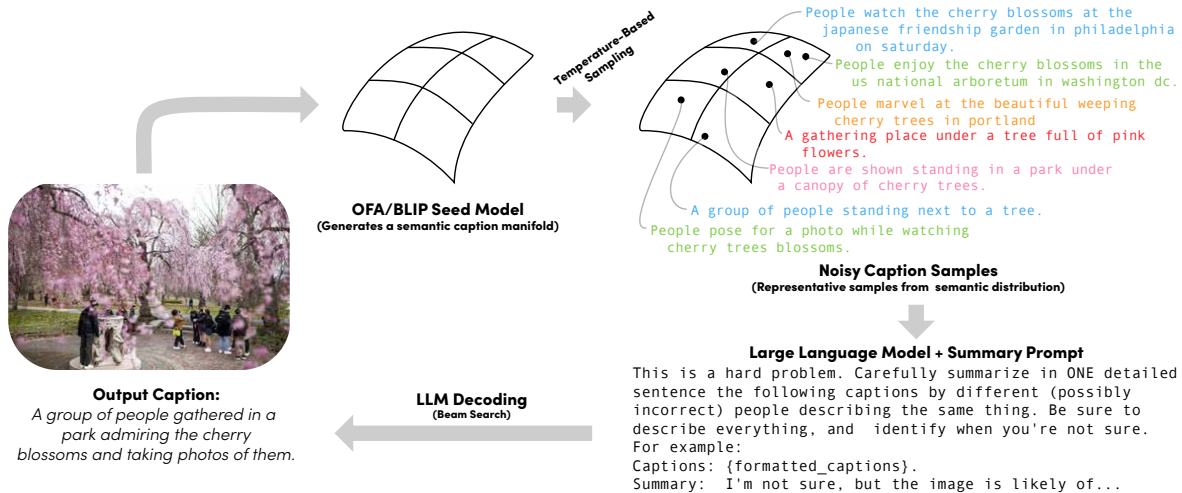 Temperature-Based
Sampling
People watch the cherry blossoms at the
japanese friendship garden in philadelphia
on saturday.
People enjoy the cherry blossoms in the
us national arboretum in washington dc.
People marvel at the beautiful weeping
cherry trees in portland
A gathering place under a tree full of pink
flowers.
People are shown standing in a park under
a canopy of cherry trees.
A group of people standing next to a tree.
People pose for a photo while watching
cherry trees blossoms.
OFA/BLIP Seed Model
(Generates a semantic caption manifold)
Noisy Caption Samples
(Representative samples from semantic distribution)
Large Language Model + Summary Prompt
This is a hard problem. Carefully summarize in ONE detailed
sentence the following captions by different (possibly
incorrect) people describing the same thing. Be sure to
describe everything, and identify when you're not sure.
For example:
Captions: {formatted_captions}.
Summary: I'm not sure, but the image is likely of...
LLM Decoding
(Beam Search)
Output Caption:
A group of people gathered in a
park admiring the cherry
blossoms and taking photos of them.